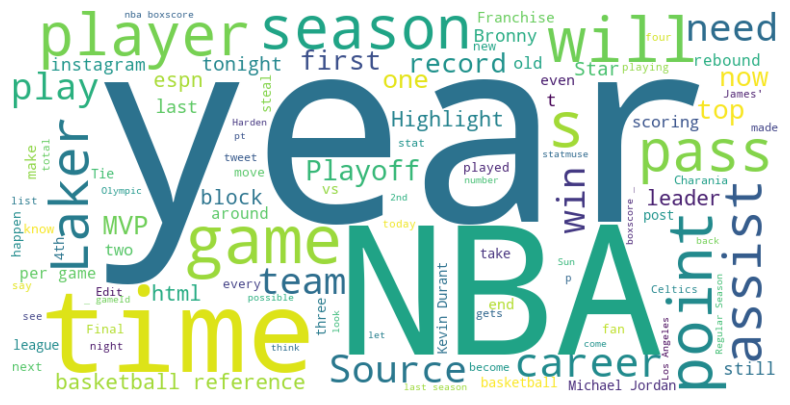 nba boxscore
player
season
will
need
Franchise
Bronny
new
four
instagram
tonight
first
record
old
rebound
Star
playing
now
play
espn
last
steal
one
even
t
top
scoring
James'
year
Highlight
s
pass
made
make
total
Laker
Tie
Harden
pt
stat
statmuse
win
MVP
Olympic
tweet
move
block
Playoff
played
number
leader
Charania
list
happen
know
4th
two
around
vs
2nd
today
game
NBA
post
boxscore
l
point
assist
back
say
per game
Edit
html
every
team
three
possible
look
Kevin Durant
take
gets
end
Sun
p
Celtics
Regular Season
_ gameId
time
see
Final
league
night
next
let
fan
come
Los Angeles
still
think
Source
become
career
basketball reference
last season
basketball
Michael Jordan